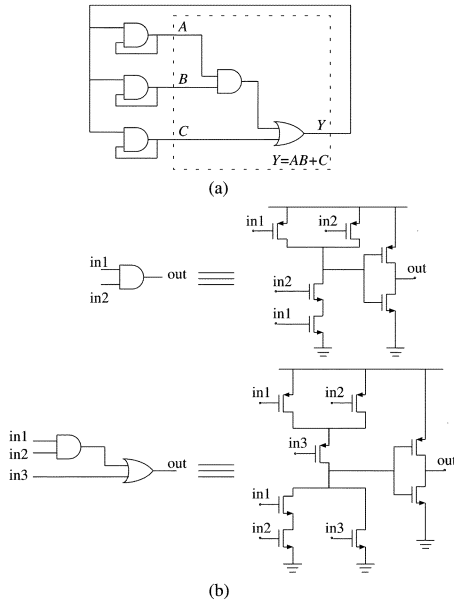 A
B
C
Y
Y=AB+C
(a)
in1
in2
out
in1
in2
in2
in1
out
in1
in2
in3
out
in1
in2
in3
in1
in2
in3
out
(b)